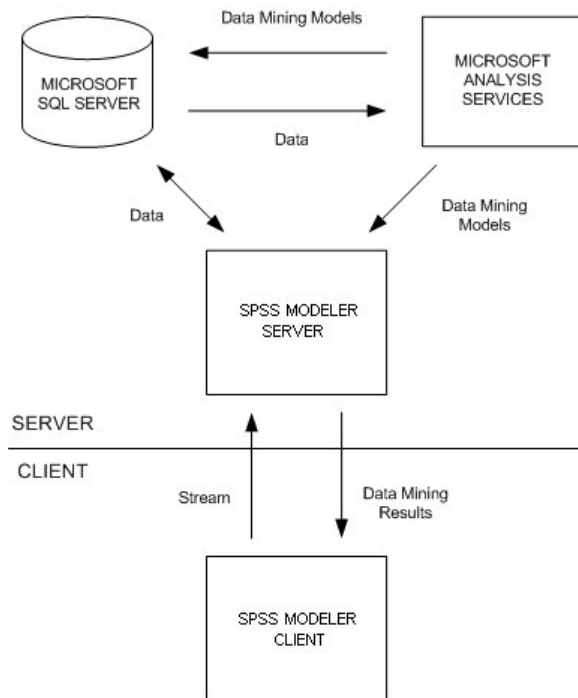 Data Mining Models
MICROSOFT
SQL SERVER
MICROSOFT
ANALYSIS
SERVICES
Data
Data
Data Mining
Models
SPSS MODELER
SERVER
SERVER
CLIENT
Stream
Data Mining
Results
SPSS MODELER
CLIENT